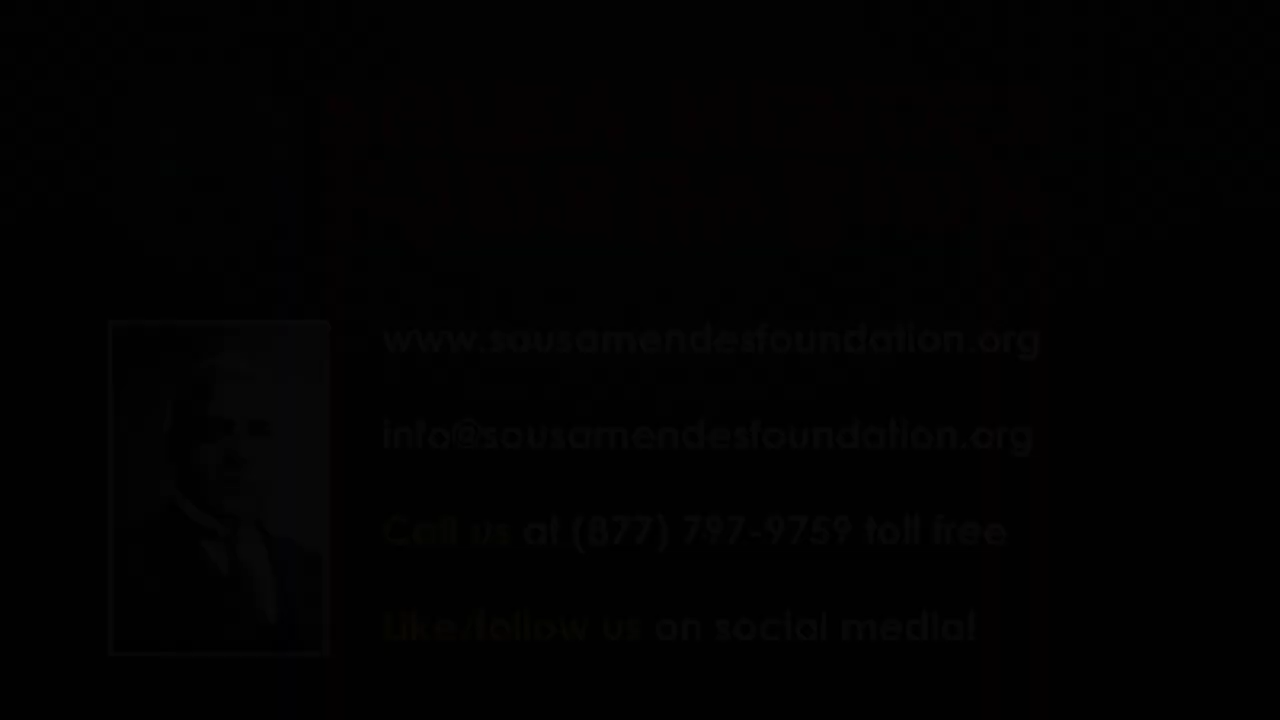 www.sousamendesfoundation.org
info@sousamendesfoundation.org
Call us at (877) 797-9759 toll free
Like/follow us on social media!